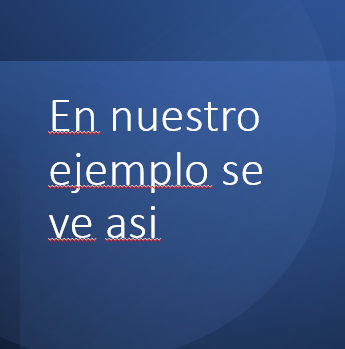 En nuestro
ejemplo se
ve asi